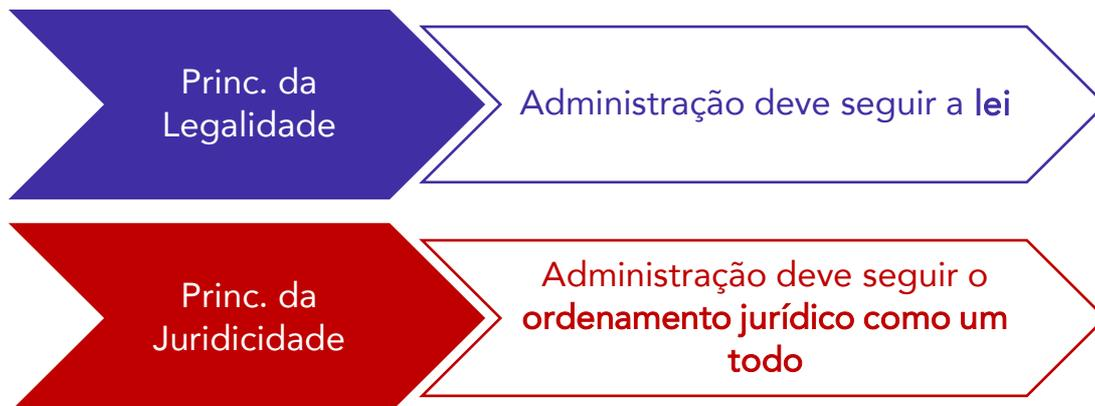 Princ. da
Legalidade
Administração deve seguir a lei
Princ. da
Juridicidade
Administração deve seguir o
ordenamento jurídico como um
todo